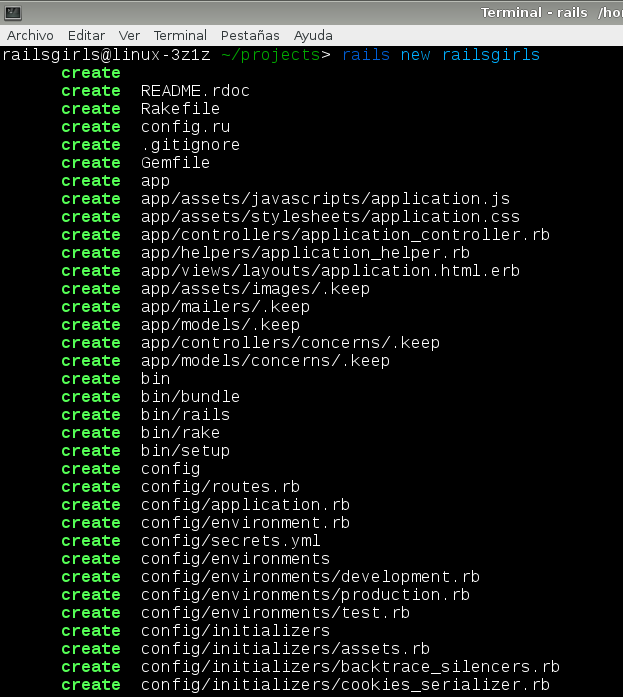 Terminal - rails /ho
Archivo Editar Ver Terminal Pestañas Ayuda
railsgirls@linux-3z1z ~/projects> rails new railsgirls
create
create README.rdoc
create Rakefile
create config.ru
create .gitignore
create Gemfile
create app
create app/assets/javascripts/application.js
create app/assets/stylesheets/application.css
create app/controllers/application_controller.rb
create app/helpers/application_helper.rb
create app/views/layouts/application.html.erb
create app/assets/images/.keep
create app/mailers/.keep
create app/models/.keep
create app/controllers/concerns/.keep
create app/models/concerns/.keep
create bin
create bin/bundle
create bin/rails
create bin/rake
create bin/setup
create config
create config/routes.rb
create config/application.rb
create config/environment.rb
create config/secrets.yml
create config/environments
create config/environments/development.rb
create config/environments/production.rb
create config/environments/test.rb
create config/initializers
create config/initializers/assets.rb
create config/initializers/backtrace_silencers.rb
create config/initializers/cookies_serializer.rb